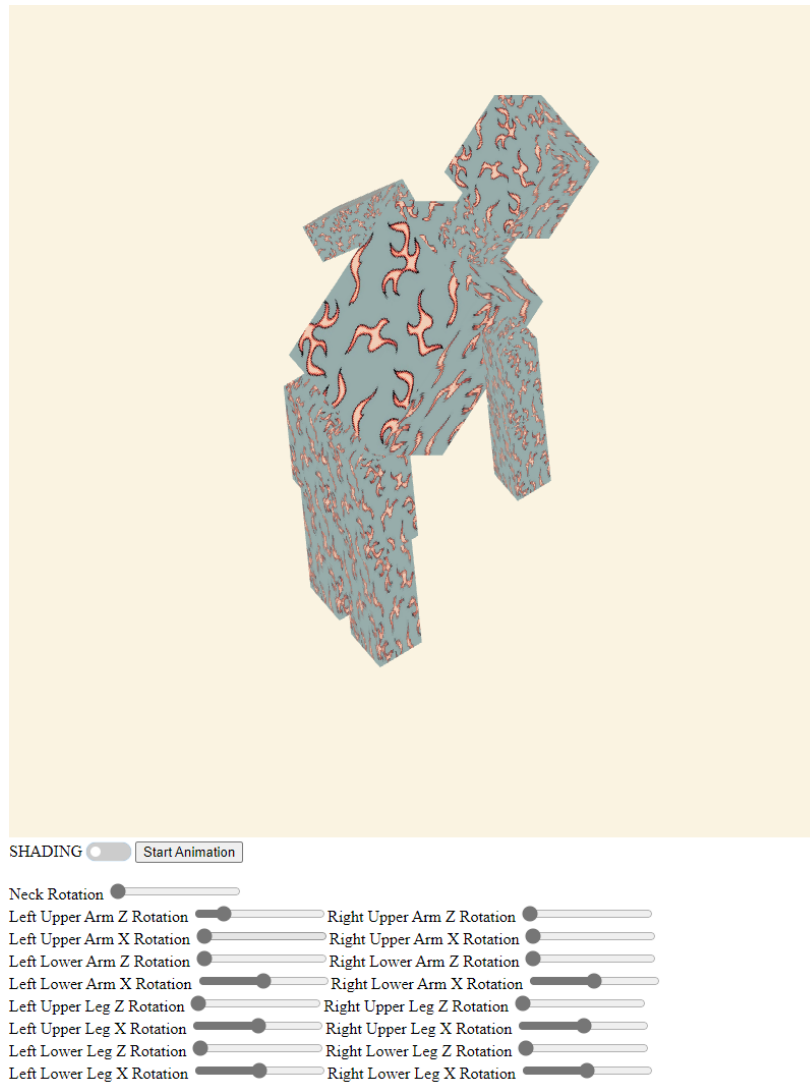 SHADING Start Animation
Neck Rotation
Left Upper Arm Z Rotation Right Upper Arm Z Rotation
Left Upper Arm X Rotation Right Upper Arm X Rotation
Left Lower Arm Z Rotation Right Lower Arm Z Rotation
Left Lower Arm X Rotation Right Lower Arm X Rotation
Left Upper Leg Z Rotation Right Upper Leg Z Rotation
Left Upper Leg X Rotation Right Upper Leg X Rotation
Left Lower Leg Z Rotation Right Lower Leg Z Rotation
Left Lower Leg X Rotation Right Lower Leg X Rotation